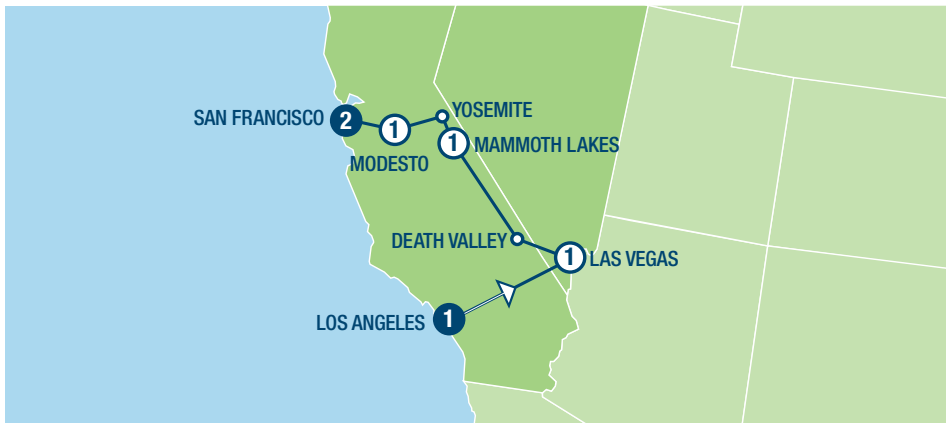 YOSEMITE
SAN FRANCISCO 2
1
1 MAMMOTH LAKES
MODESTO
DEATH VALLEY
1 LAS VEGAS
LOS ANGELES 1